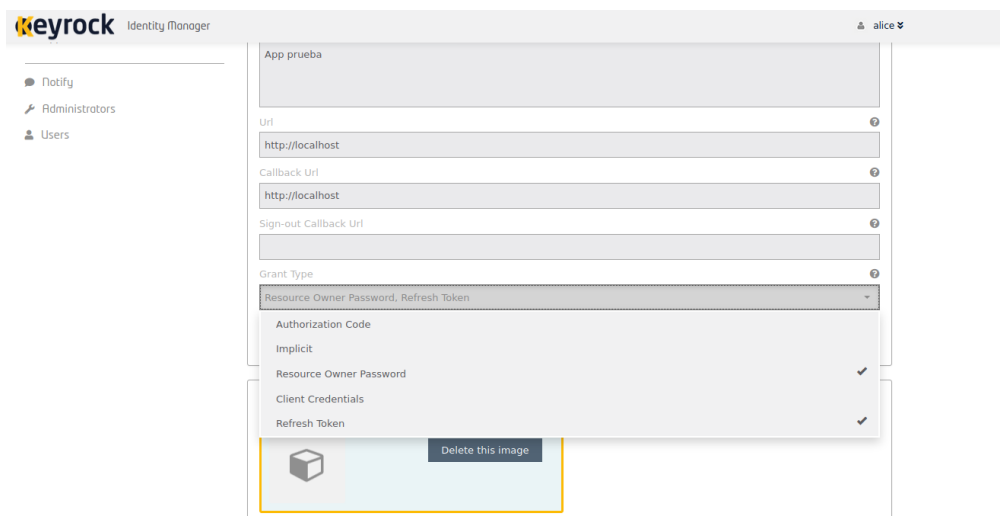 Keyrock Identity Manager
alice
Notify
Administrators
Users
App prueba
Url
http://localhost
Callback Url
http://localhost
Sign-out Callback Url
Grant Type
Resource Owner Password, Refresh Token
Authorization Code
Implicit
Resource Owner Password
Client Credentials
Refresh Token
Delete this image